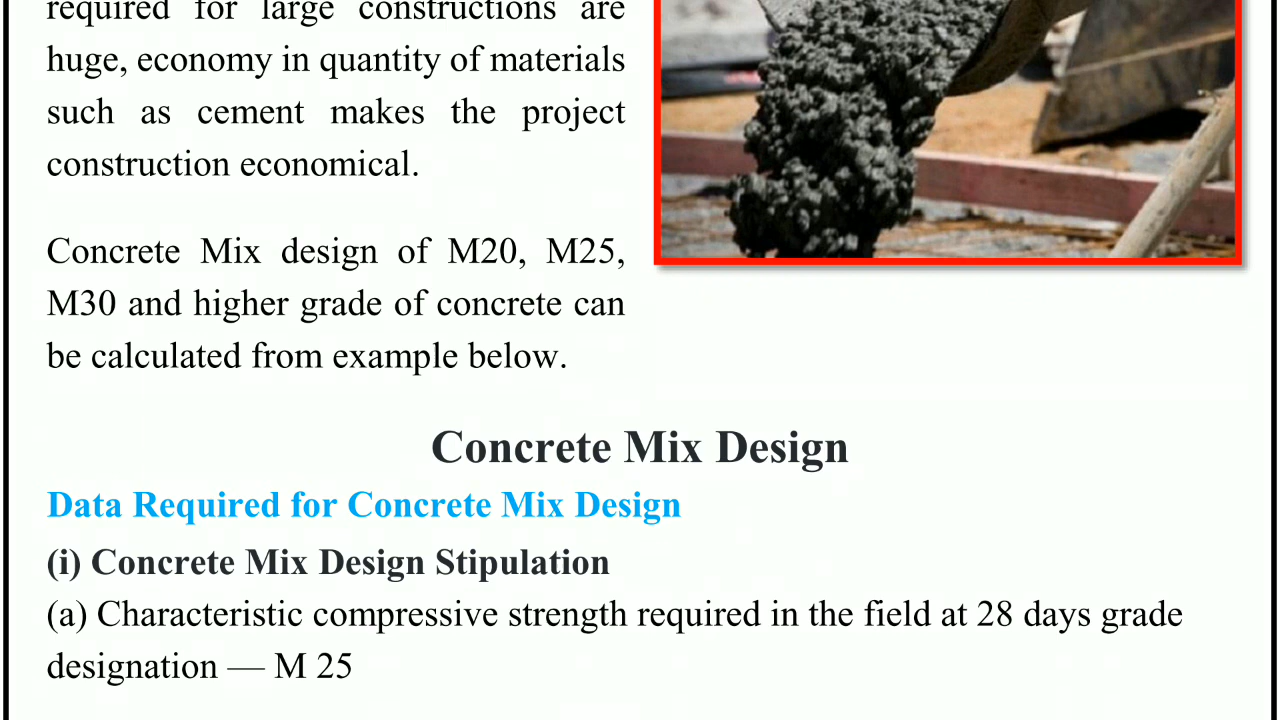 required for large constructions are
huge, economy in quantity of materials
such as cement makes the project
construction economical.
Concrete Mix design of M20, M25,
M30 and higher grade of concrete can
be calculated from example below.
Concrete Mix Design
Data Required for Concrete Mix Design
(i) Concrete Mix Design Stipulation
(a) Characteristic compressive strength required in the field at 28 days grade
designation — M 25